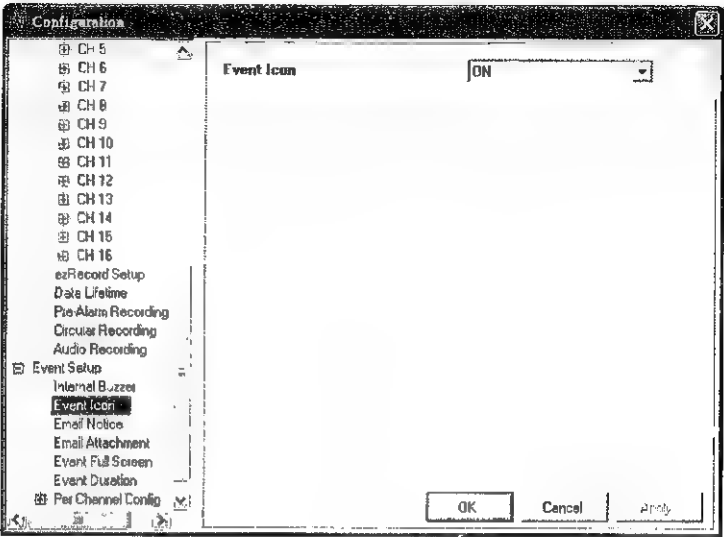 Configuration
CH 5
CH 6
CH 7
CH 8
CH 9
CH 10
CH 11
CH 12
CH 13
CH 14
CH 15
CH 16
ezRecord Setup
Data Lifetime
Pre-Alarm Recording
Circular Recording
Audio Recording
Event Setup
Internal Buzzer
Event Icon
Email Notice
Email Attachment
Event Full Screen
Event Duration
Per Channel Config
Event Icon
ON
OK
Cancel
Apply